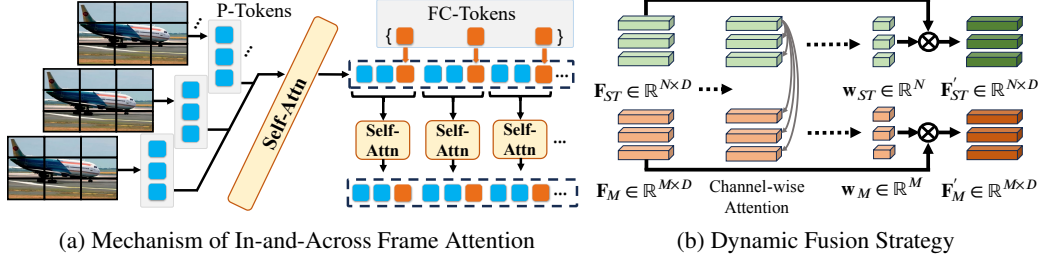 P-Tokens
FC-Tokens
{ }
...
Self-Attn
...
Self-
Attn
Self-
Attn
Self-
Attn
...
...
(a) Mechanism of In-and-Across Frame Attention
F_ST ∈ ℝ^{N×D}
w_ST ∈ ℝ^N
F'_ST ∈ ℝ^{N×D}
F_M ∈ ℝ^{M×D}
Channel-wise
Attention
w_M ∈ ℝ^M
F'_M ∈ ℝ^{M×D}
(b) Dynamic Fusion Strategy